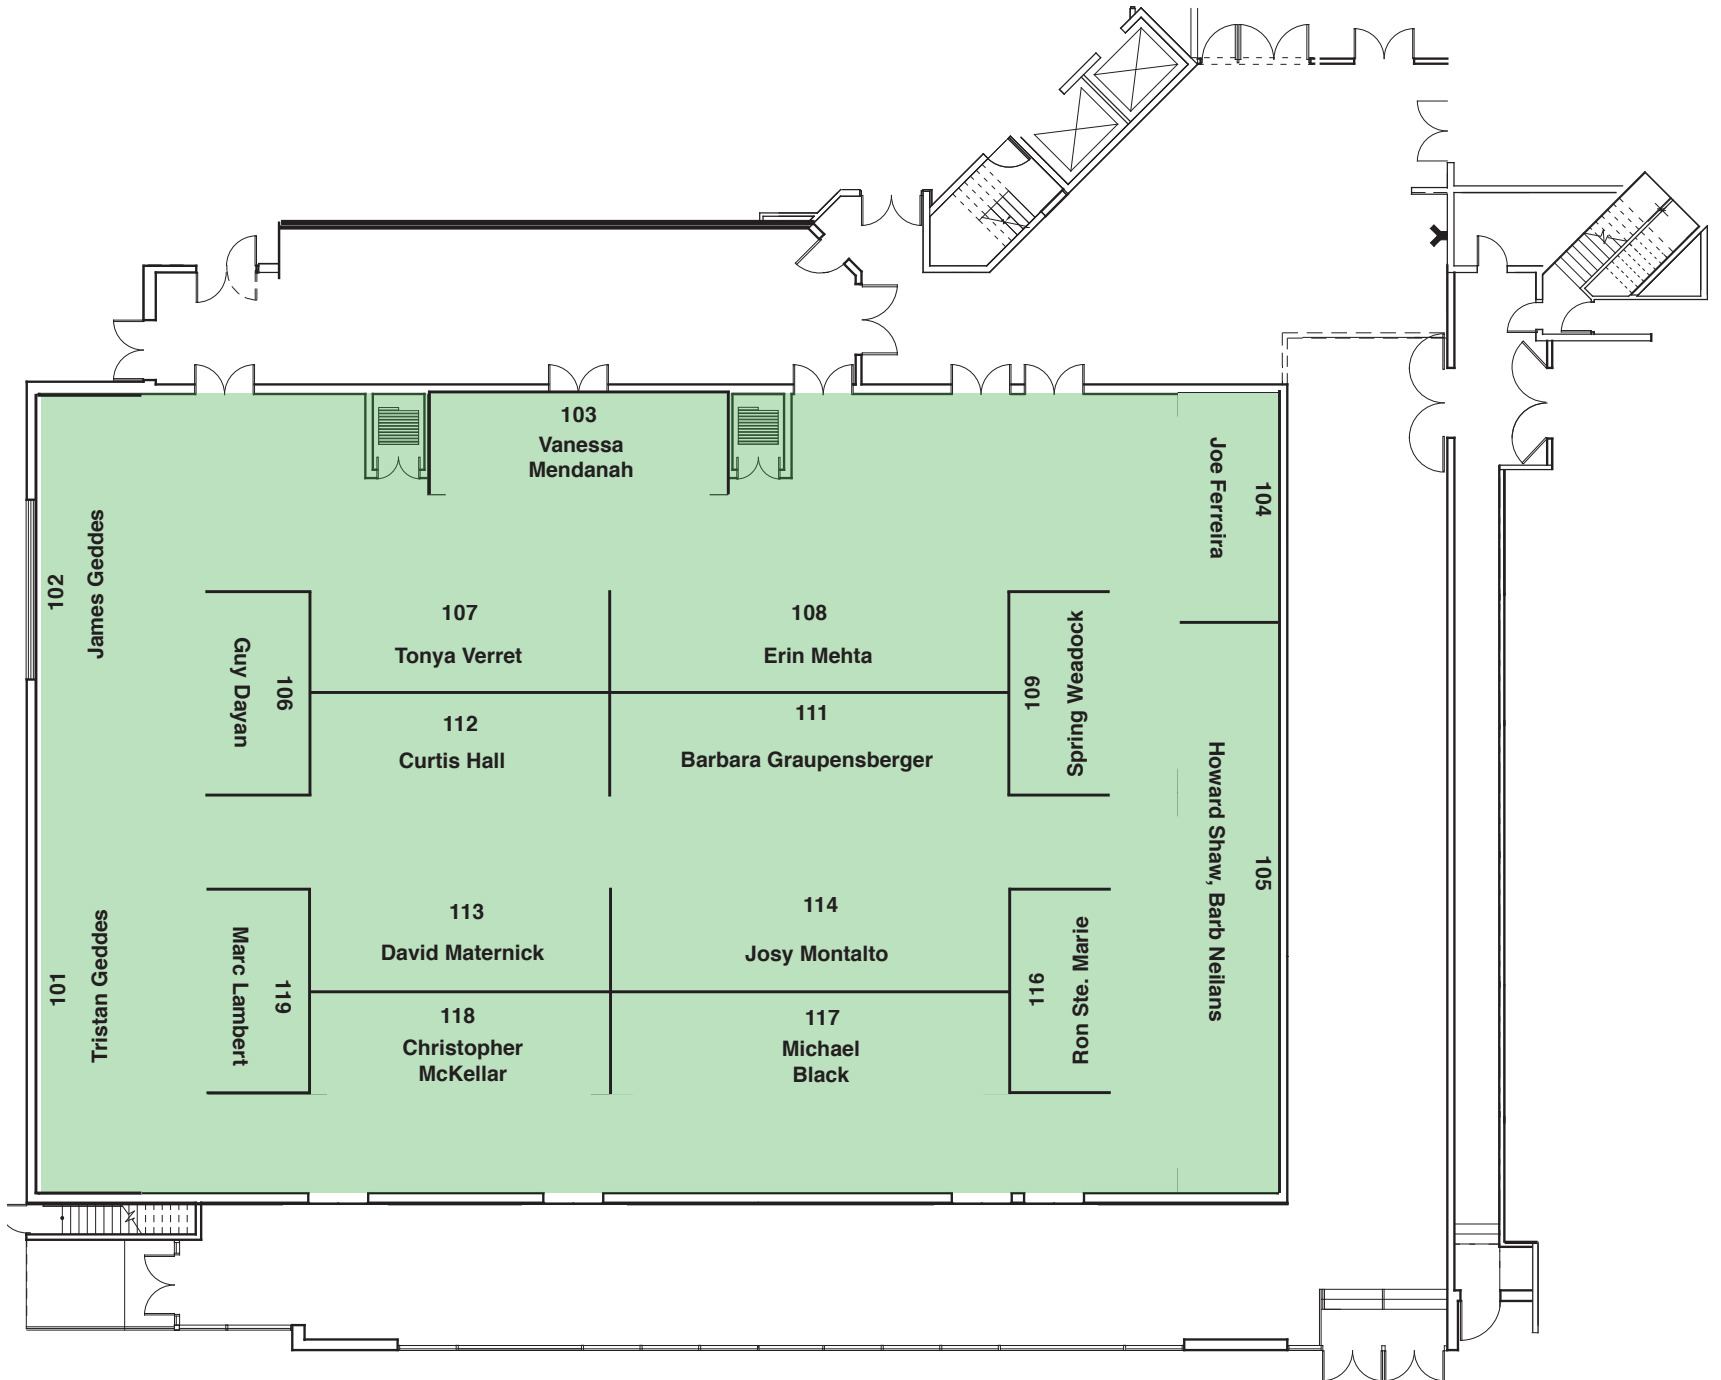 103
Vanessa
Mendanah
Joe Ferreira
104
102
James Geddes
107
Tonya Verret
108
Erin Mehta
Guy Dayan
106
109
Spring Weadock
112
Curtis Hall
111
Barbara Graupensberger
Howard Shaw, Barb Neilans
105
113
David Maternick
114
Josy Montalto
101
Tristan Geddes
Marc Lambert
119
116
Ron Ste. Marie
118
Christopher
McKellar
117
Michael
Black